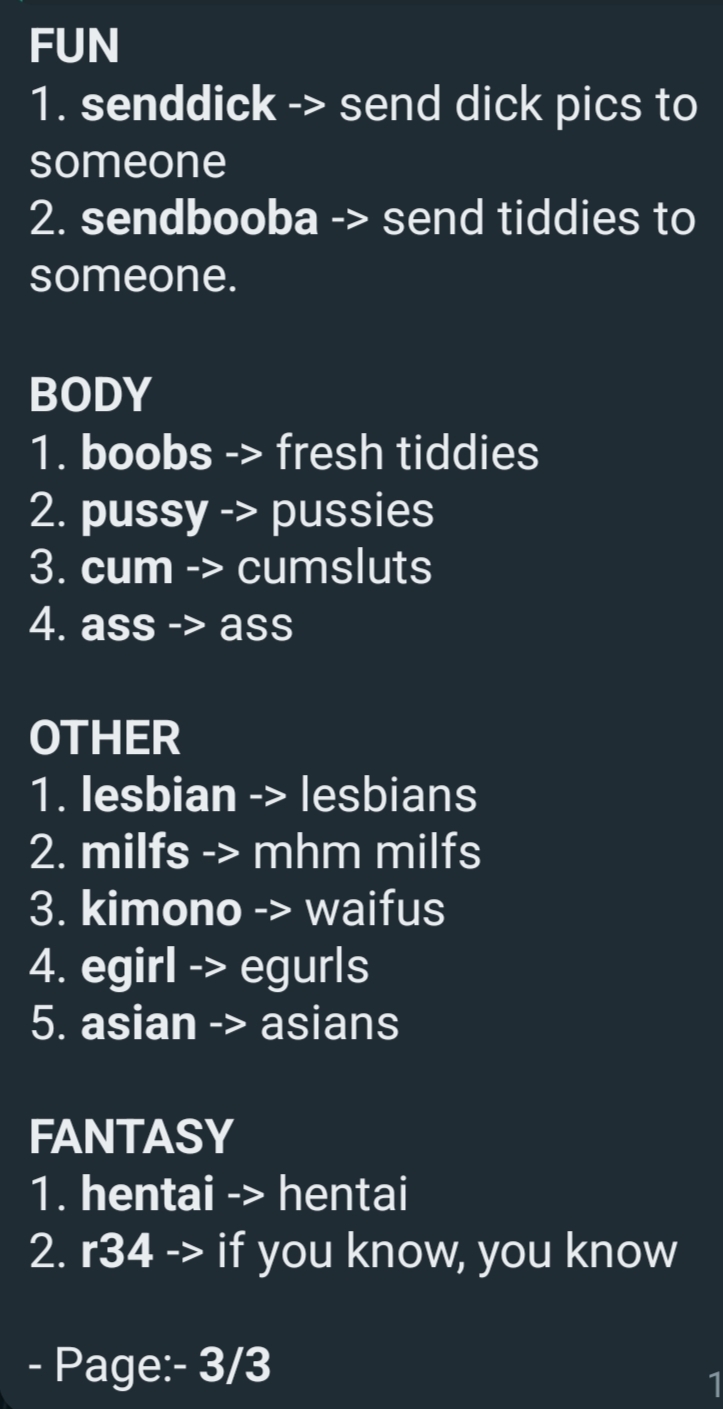 FUN
1. senddick -> send dick pics to
someone
2. sendbooba -> send tiddies to
someone.
BODY
1. boobs -> fresh tiddies
2. pussy -> pussies
3. cum -> cumsluts
4. ass -> ass
OTHER
1. lesbian -> lesbians
2. milfs -> mhm milfs
3. kimono -> waifus
4. egirl -> egurls
5. asian -> asians
FANTASY
1. hentai -> hentai
2. r34 -> if you know, you know
- Page:- 3/3